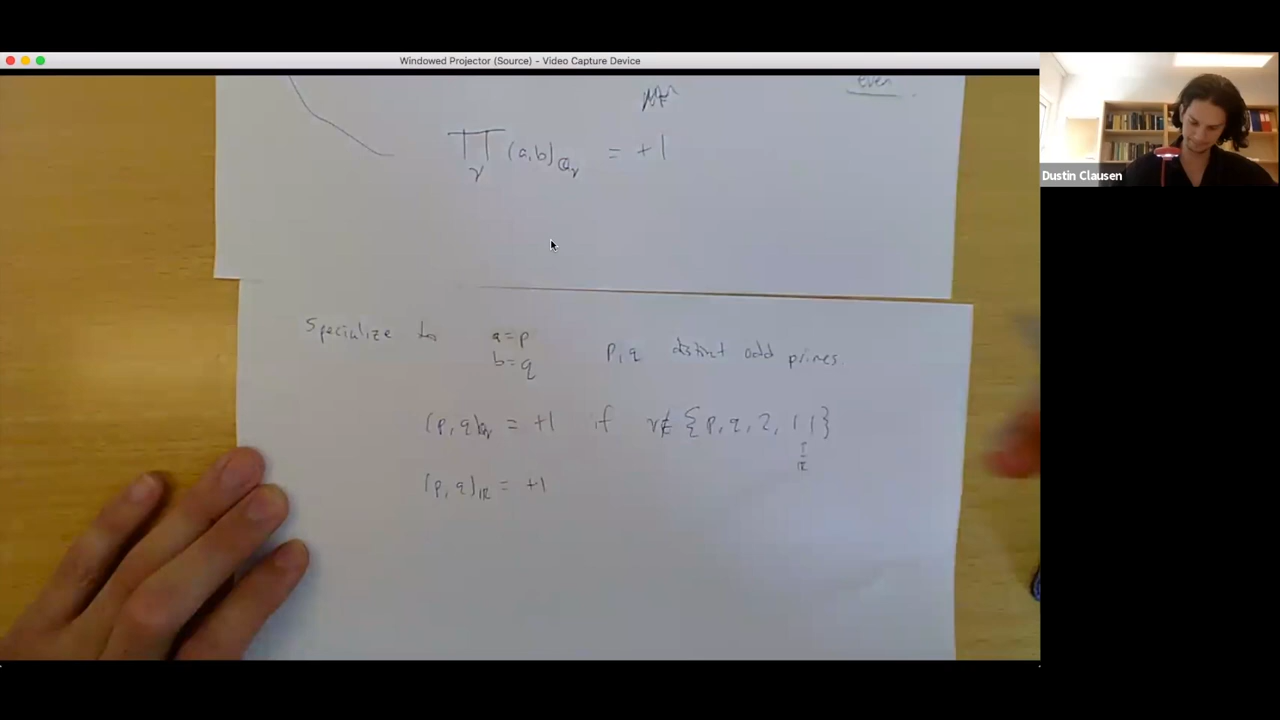 Windowed Projector (Source) - Video Capture Device
even
∏_v (a,b)_{ℚ_v} = +1
Dustin Clausen
Specialize to a=p
b=q p,q distinct odd primes.
(p,q)_{ℚ_v} = +1 if v∉{p,q,2,| |}
ℝ
(p,q)_ℝ = +1